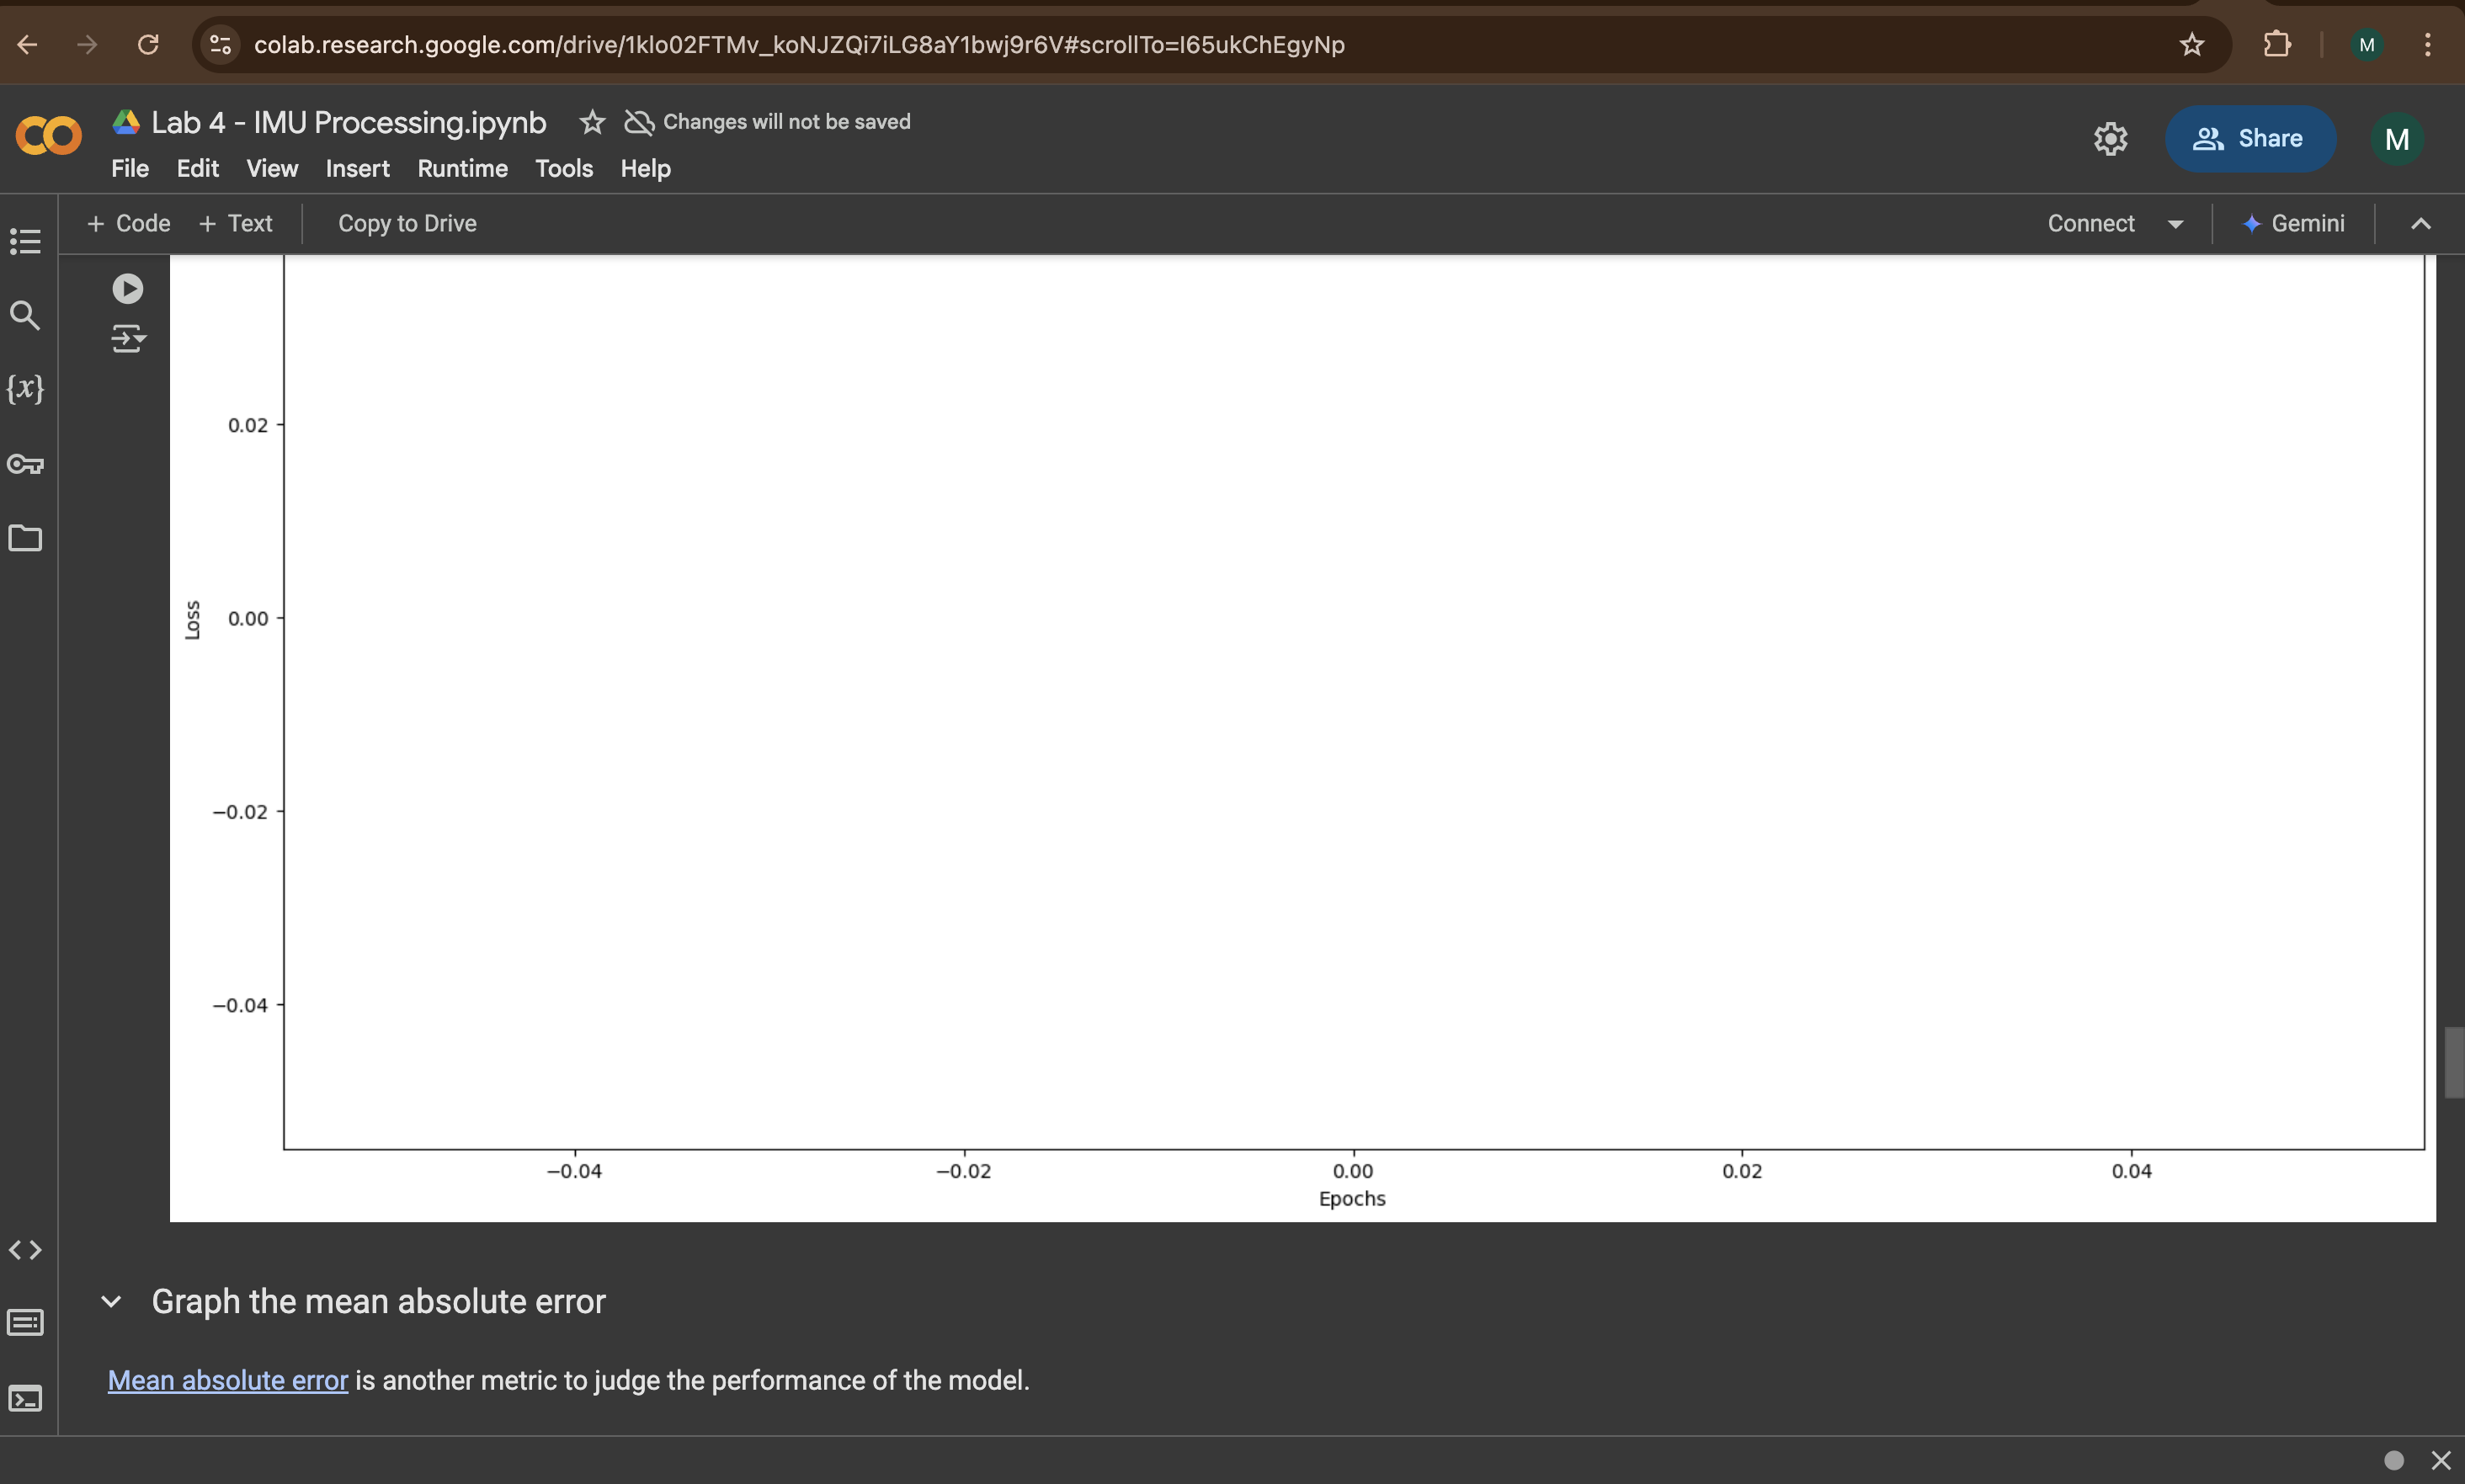 colab.research.google.com/drive/1klo02FTMv_koNJZQi7iLG8aY1bwj9r6V#scrollTo=I65ukChEgyNp
M
Lab 4 - IMU Processing.ipynb
Changes will not be saved
Share
M
File Edit View Insert Runtime Tools Help
+ Code + Text Copy to Drive
Connect
Gemini
{x}
0.02
0.00
Loss
−0.02
−0.04
−0.04 −0.02 0.00 0.02 0.04
Epochs
Graph the mean absolute error
Mean absolute error is another metric to judge the performance of the model.